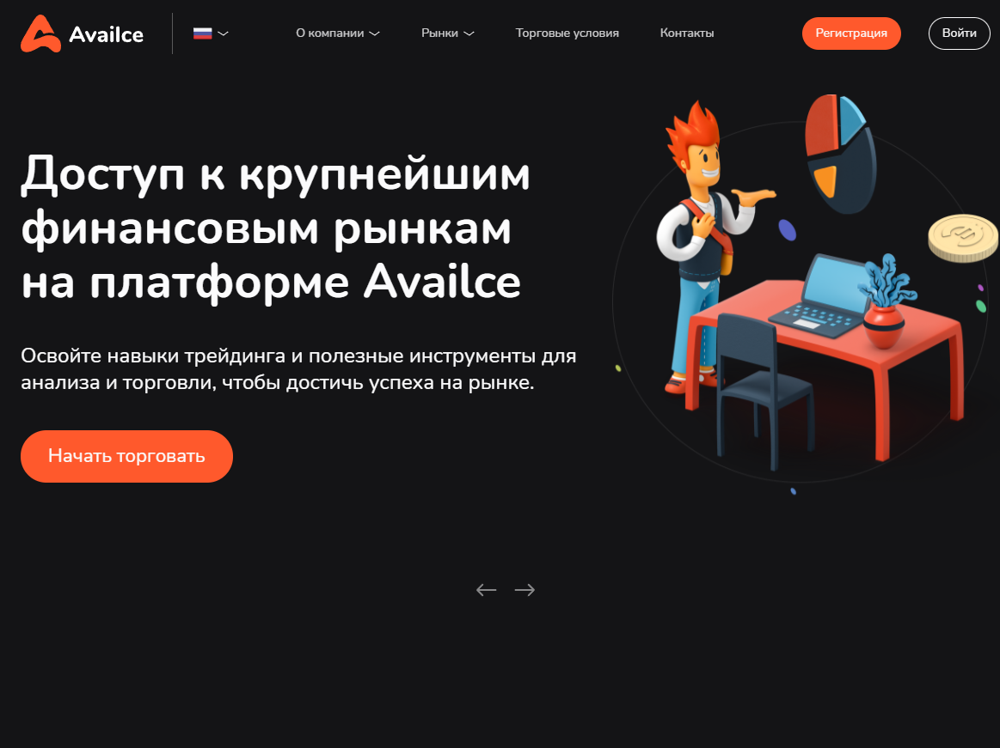 Availce
О компании
Рынки
Торговые условия
Контакты
Регистрация
Войти
Доступ к крупнейшим
финансовым рынкам
на платформе Availce
Освойте навыки трейдинга и полезные инструменты для
анализа и торговли, чтобы достичь успеха на рынке.
Начать торговать